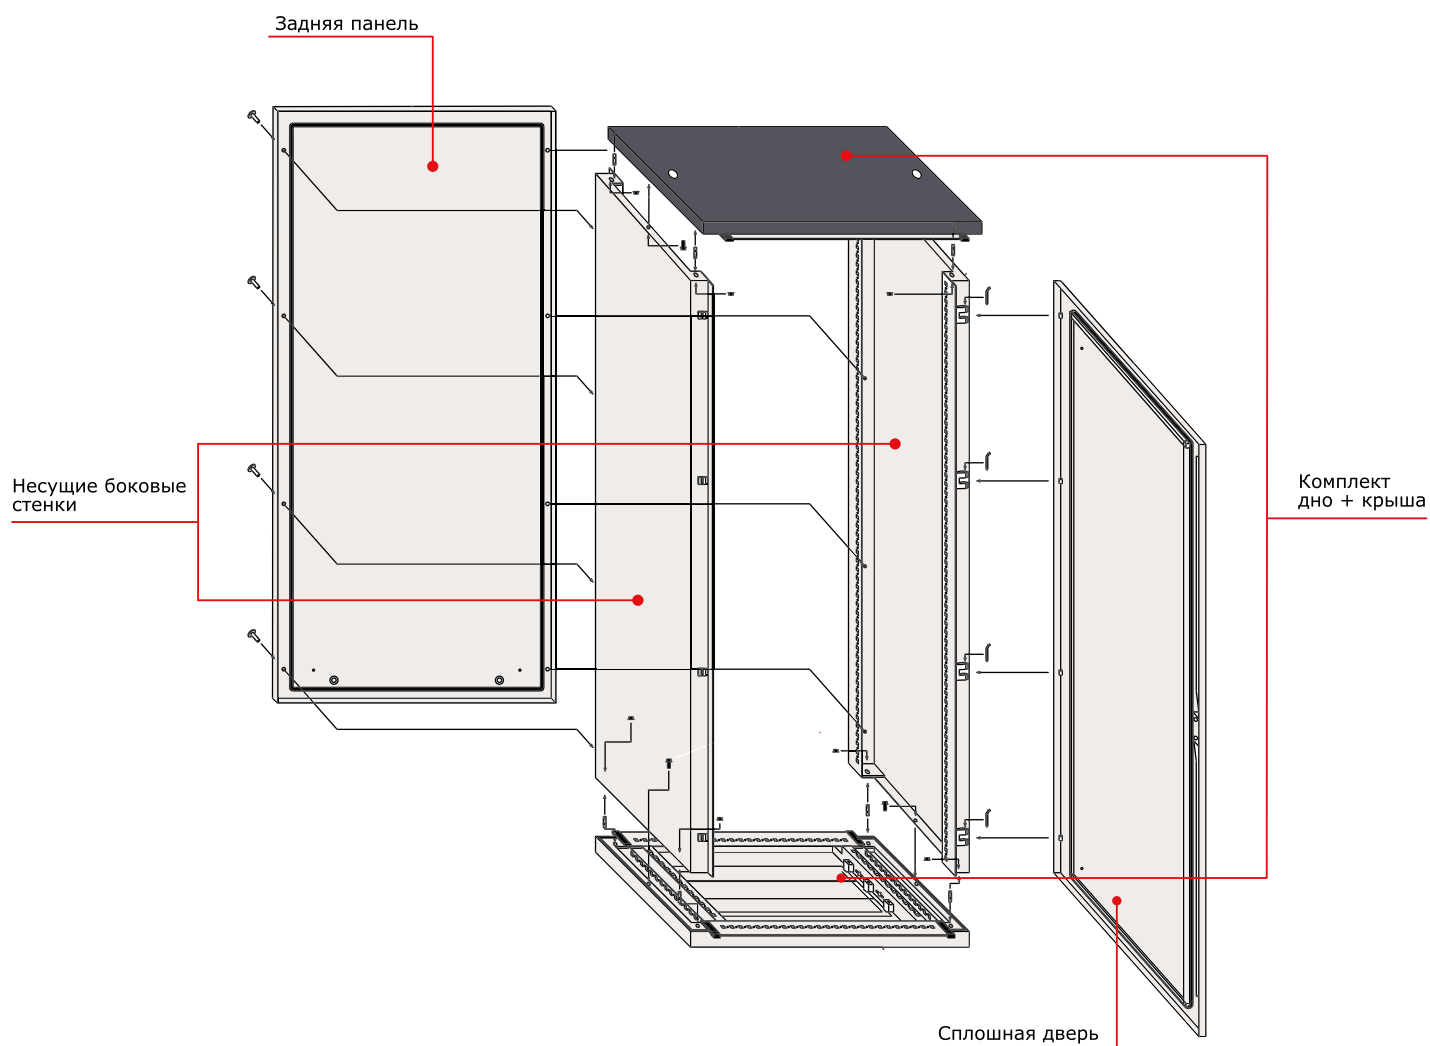 Задняя панель
Несущие боковые
стенки
Комплект
дно + крыша
Сплошная дверь